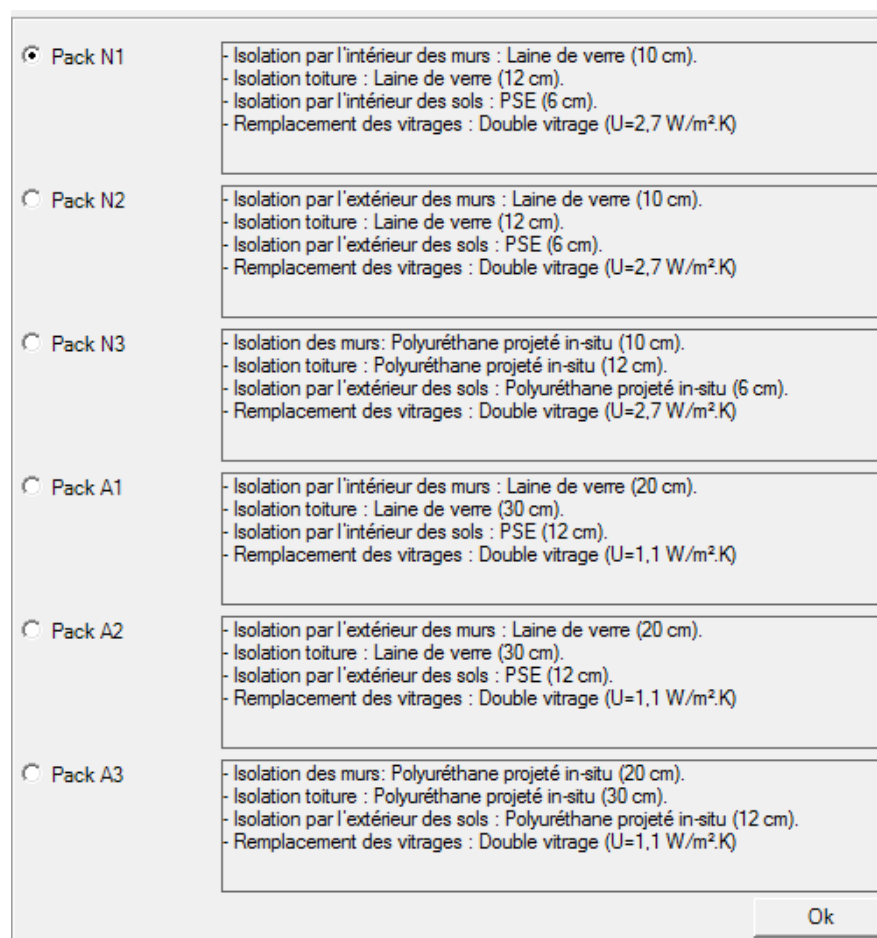 Pack N1
- Isolation par l'intérieur des murs : Laine de verre (10 cm).
- Isolation toiture : Laine de verre (12 cm).
- Isolation par l'intérieur des sols : PSE (6 cm).
- Remplacement des vitrages : Double vitrage (U=2,7 W/m².K)
Pack N2
- Isolation par l'extérieur des murs : Laine de verre (10 cm).
- Isolation toiture : Laine de verre (12 cm).
- Isolation par l'extérieur des sols : PSE (6 cm).
- Remplacement des vitrages : Double vitrage (U=2,7 W/m².K)
Pack N3
- Isolation des murs: Polyuréthane projeté in-situ (10 cm).
- Isolation toiture : Polyuréthane projeté in-situ (12 cm).
- Isolation par l'extérieur des sols : Polyuréthane projeté in-situ (6 cm).
- Remplacement des vitrages : Double vitrage (U=2,7 W/m².K)
Pack A1
- Isolation par l'intérieur des murs : Laine de verre (20 cm).
- Isolation toiture : Laine de verre (30 cm).
- Isolation par l'intérieur des sols : PSE (12 cm).
- Remplacement des vitrages : Double vitrage (U=1,1 W/m².K)
Pack A2
- Isolation par l'extérieur des murs : Laine de verre (20 cm).
- Isolation toiture : Laine de verre (30 cm).
- Isolation par l'extérieur des sols : PSE (12 cm).
- Remplacement des vitrages : Double vitrage (U=1,1 W/m².K)
Pack A3
- Isolation des murs: Polyuréthane projeté in-situ (20 cm).
- Isolation toiture : Polyuréthane projeté in-situ (30 cm).
- Isolation par l'extérieur des sols : Polyuréthane projeté in-situ (12 cm).
- Remplacement des vitrages : Double vitrage (U=1,1 W/m².K)
Ok